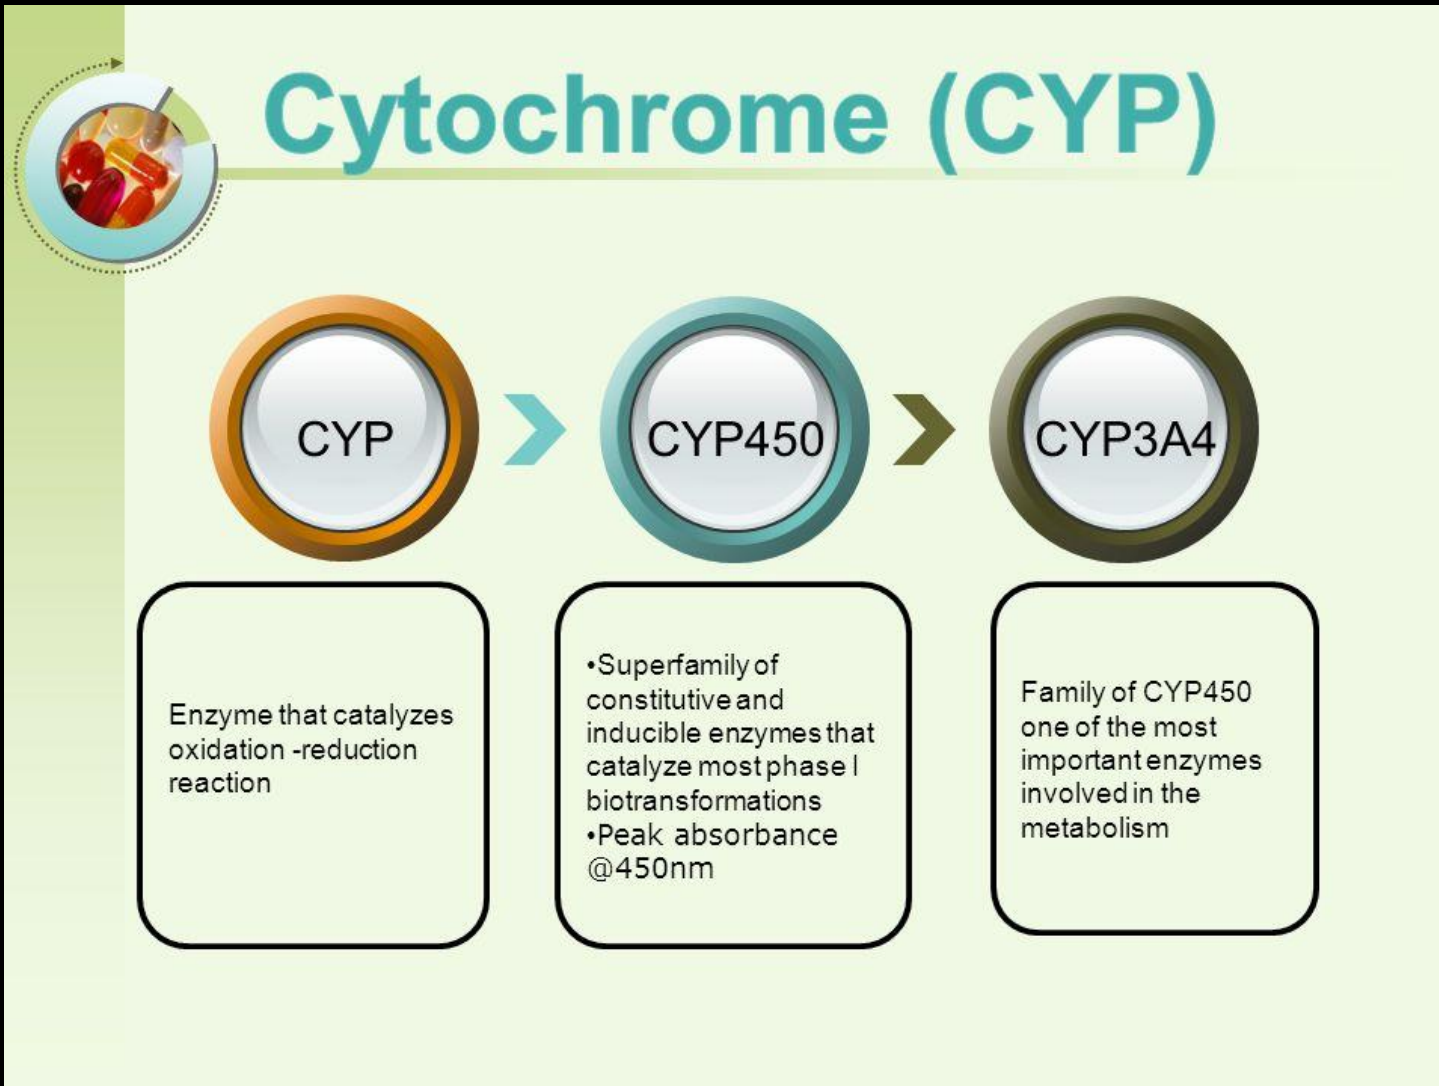 Cytochrome (CYP)
CYP
CYP450
CYP3A4
Enzyme that catalyzes
oxidation -reduction
reaction
•Superfamily of
constitutive and
inducible enzymes that
catalyze most phase I
biotransformations
•Peak absorbance
@450nm
Family of CYP450
one of the most
important enzymes
involved in the
metabolism